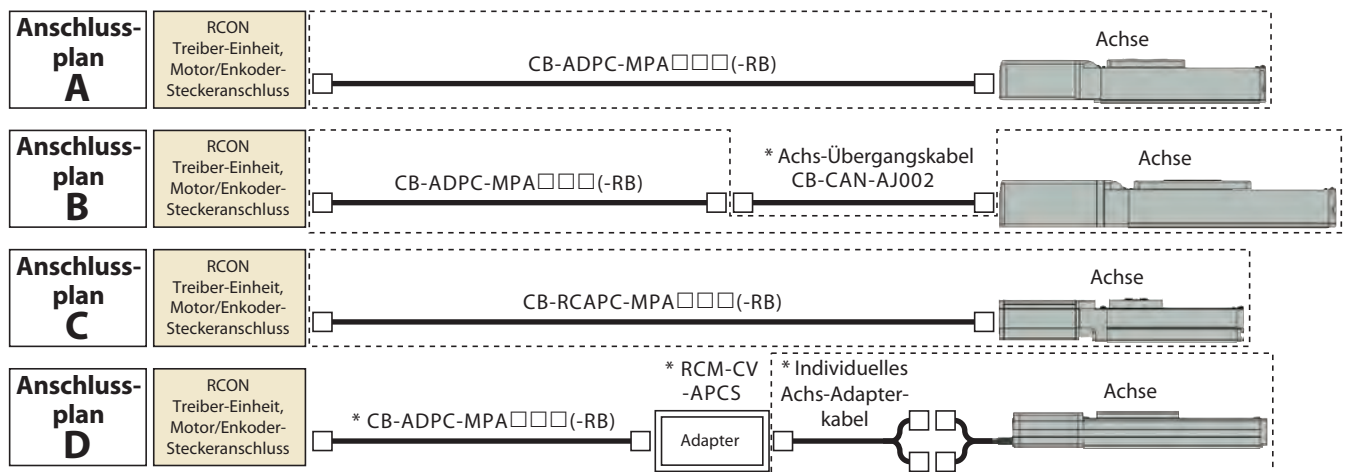 Anschluss-
plan
A
RCON
Treiber-Einheit,
Motor/Enkoder-
Steckeranschluss
CB-ADPC-MPA□□□(-RB)
Achse
Anschluss-
plan
B
RCON
Treiber-Einheit,
Motor/Enkoder-
Steckeranschluss
CB-ADPC-MPA□□□(-RB)
* Achs-Übergangskabel
CB-CAN-AJ002
Achse
Anschluss-
plan
C
RCON
Treiber-Einheit,
Motor/Enkoder-
Steckeranschluss
CB-RCAPC-MPA□□□(-RB)
Achse
Anschluss-
plan
D
RCON
Treiber-Einheit,
Motor/Enkoder-
Steckeranschluss
* CB-ADPC-MPA□□□(-RB)
* RCM-CV
-APCS
Adapter
* Individuelles
Achs-Adapter-
kabel
Achse